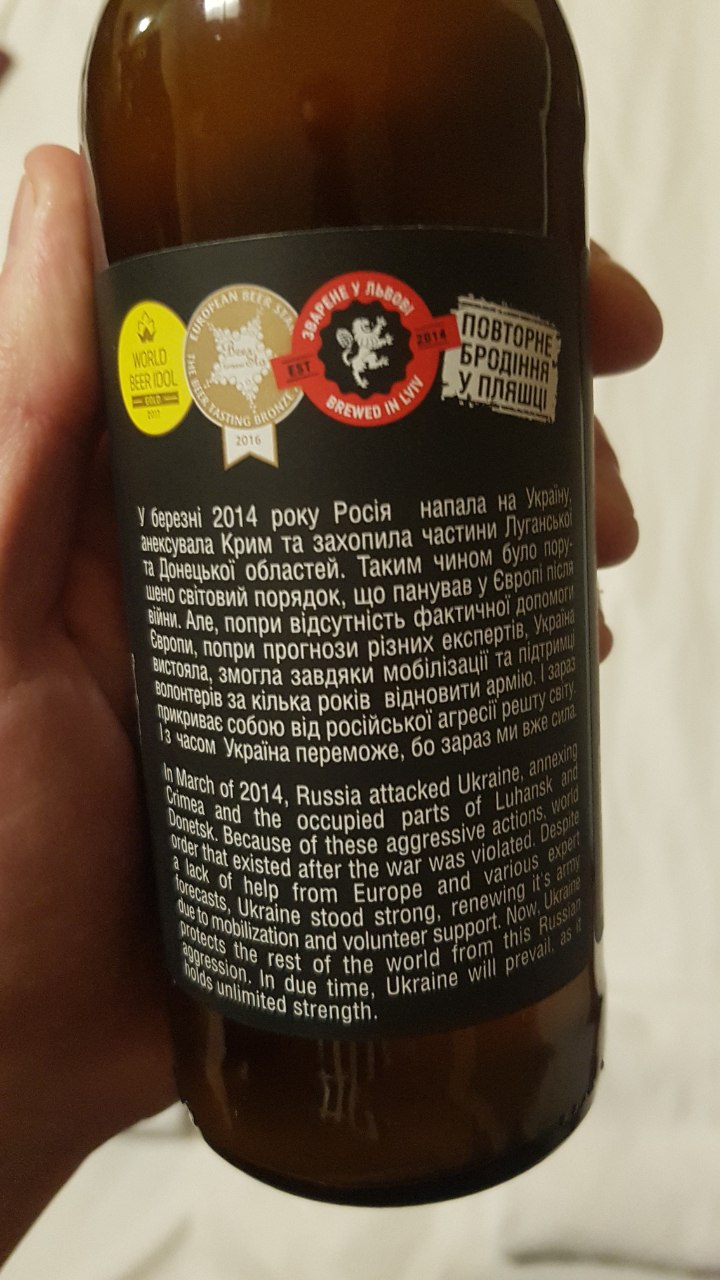 WORLD
BEER IDOL
GOLD
2017
EUROPEAN BEER STAR
THE BEER TASTING BRONZE
Beer
Star
2016
ЗВАРЕНЕ У ЛЬВОВІ
EST
2014
BREWED IN LVIV
ПОВТОРНЕ
БРОДІННЯ
У ПЛЯШЦІ
У березні 2014 року Росія напала на Україну,
анексувала Крим та захопила частини Луганської
та Донецької областей. Таким чином було пору-
шено світовий порядок, що панував у Європі після
війни. Але, попри відсутність фактичної допомоги
Європи, попри прогнози різних експертів, Україна
вистояла, змогла завдяки мобілізації та підтримці
волонтерів за кілька років відновити армію. І зараз
прикриває собою від російської агресії решту світу.
І з часом Україна переможе, бо зараз ми вже сила.
In March of 2014, Russia attacked Ukraine, annexing
Crimea and the occupied parts of Luhansk and
Donetsk. Because of these aggressive actions, world
order that existed after the war was violated. Despite
a lack of help from Europe and various expert
forecasts, Ukraine stood strong, renewing it's army
due to mobilization and volunteer support. Now, Ukraine
protects the rest of the world from this Russian
aggression. In due time, Ukraine will prevail, as it
holds unlimited strength.